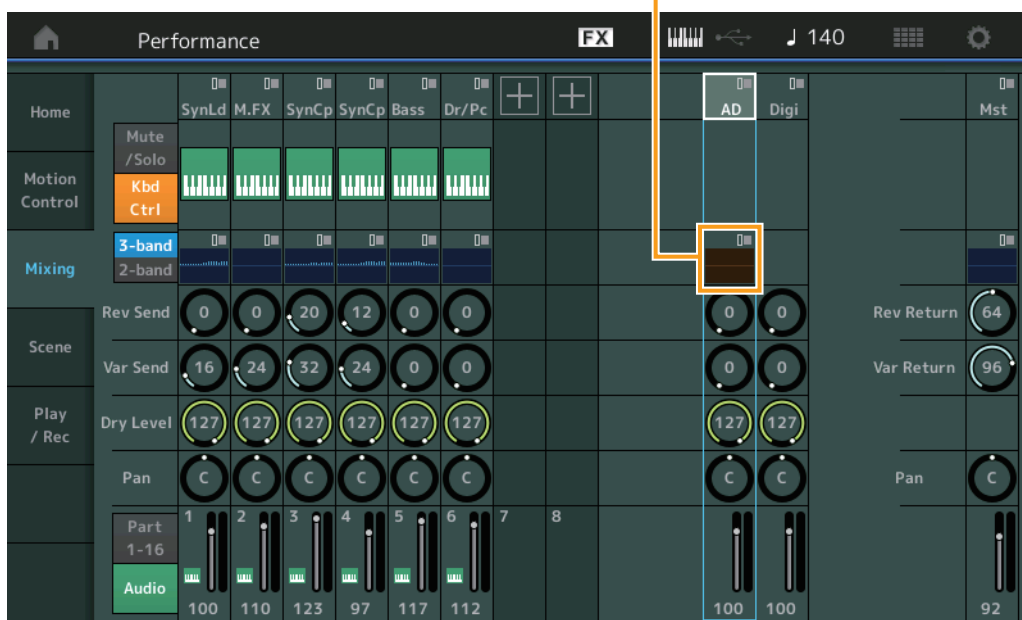 Performance
FX
♩ 140
Home
Motion
Control
Mixing
Scene
Play
/ Rec
SynLd M.FX SynCp SynCp Bass Dr/Pc + + AD Digi Mst
Mute
/Solo
Kbd
Ctrl
3-band
2-band
Rev Send 0 0 20 12 0 0 0 0 Rev Return 64
Var Send 16 24 32 24 0 0 0 0 Var Return 96
Dry Level 127 127 127 127 127 127 127 127
Pan C C C C C C C C Pan C
Part
1-16
Audio
1 2 3 4 5 6 7 8
100 110 123 97 117 112 100 100 92